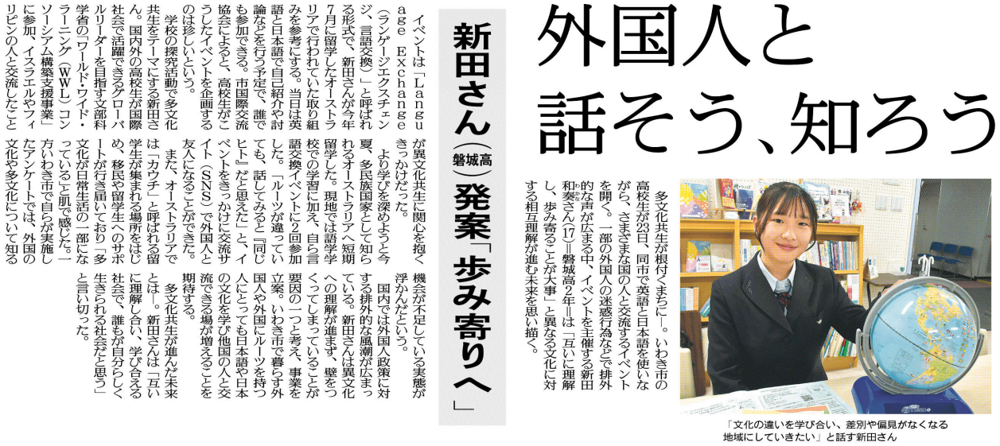 外国人と
話そう、知ろう
新田さん(磐城高)発案「歩み寄りへ」
多文化共生が根付くまちに―。いわき市の
高校生が23日、同市で英語と日本語を使いな
がら、さまざまな国の人と交流するイベント
を開く。一部の外国人の迷惑行為などで排外
的な声が広まる中、イベントを主催する新田
和奏さん(17)＝磐城高2年＝は「互いに理解
し、歩み寄ることが大事」と異なる文化に対
する相互理解が進む未来を思い描く。
「文化の違いを学び合い、差別や偏見がなくなる
地域にしていきたい」と話す新田さん
イベントは「Langu
age Exchange
(ランゲージエクスチェン
ジ、言語交換)」と呼ばれ
る形式で、新田さんが今年
7月に留学したオーストラ
リアで行われていた取り組
みを参考にする。当日は英
語と日本語で自己紹介や討
論などを行う予定で、誰で
も参加できる。市国際交流
協会によると、高校生がこ
うしたイベントを企画する
のは珍しいという。
学校の探究活動で多文化
共生をテーマにする新田さ
ん。国内外の高校生が国際
社会で活躍できるグローバ
ルリーダーを目指す文部科
学省の「ワールド・ワイド・
ラーニング(WWL)コン
ソーシアム構築支援事業」
に参加、イスラエルやフィ
リピンの人と交流したこと
が異文化共生に関心を抱く
きっかけだった。
より学びを深めようと今
夏、多民族国家として知ら
れるオーストラリアへ短期
留学した。現地では語学学
校での学習に加え、自ら言
語交換イベントに2回参加
した。「ルーツが違ってい
ても、話してみると『同じ
ヒト』だと思えた」と、イ
ベントをきっかけに交流サ
イト(SNS)で外国人と
友人になることができた。
また、オーストラリアで
は「カウチ」と呼ばれる留
学生が集まれる場所をはじ
め、移民や留学生へのサポ
ートが行き届いており「多
文化が日常生活の一部にな
っている」と肌で感じた。一
方いわき市で自らが実施し
たアンケートでは、外国の
文化や多文化について知る
機会が不足している実態が
浮かんだという。
国内では外国人政策に対
する排外的な風潮が広まっ
ている。新田さんは異文化
への理解が進まず、壁をつ
くってしまっていることが
要因の一つと考え、事業を
立案。いわき市で暮らす外
国人や外国にルーツを持つ
人にとっても日本語や日本
の文化を学び他国の人と交
流できる場が増えることを
期待する。
多文化共生が進んだ未来
とは―。新田さんは「互い
に理解し合い、学び合える
社会で、誰もが自分らしく
生きられる社会だと思う」
と言い切った。